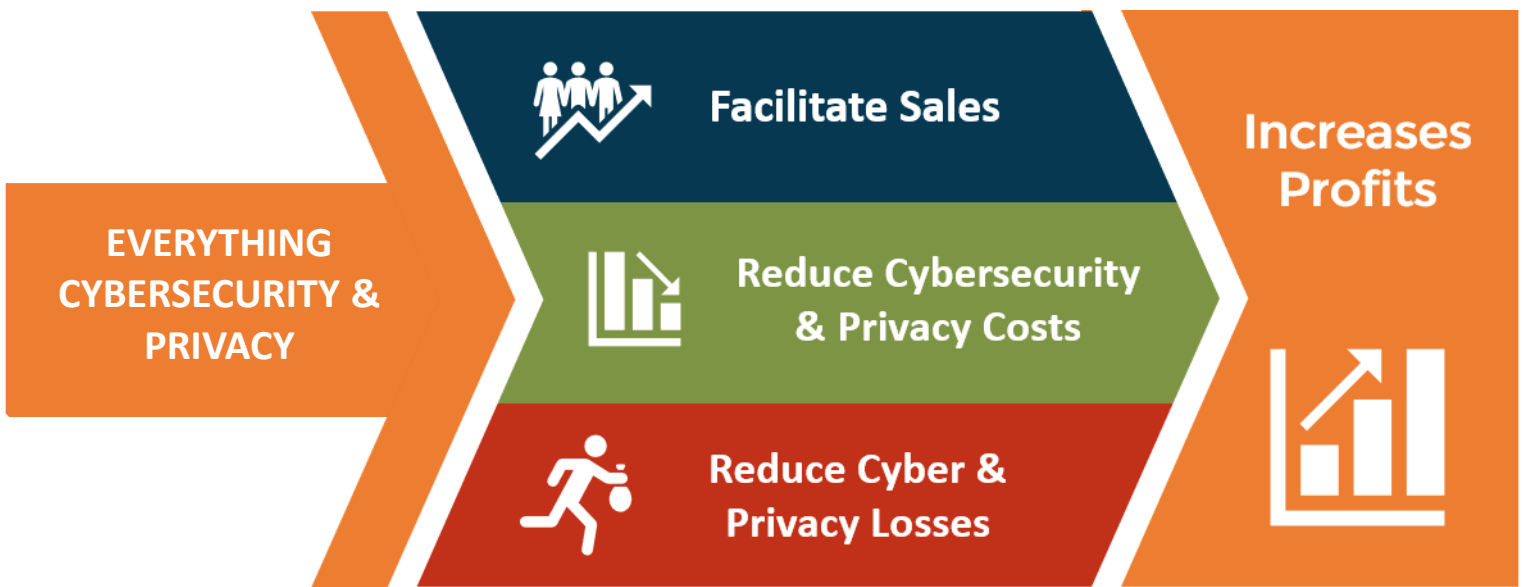 EVERYTHING
CYBERSECURITY &
PRIVACY
Facilitate Sales
Reduce Cybersecurity
& Privacy Costs
Reduce Cyber &
Privacy Losses
Increases
Profits